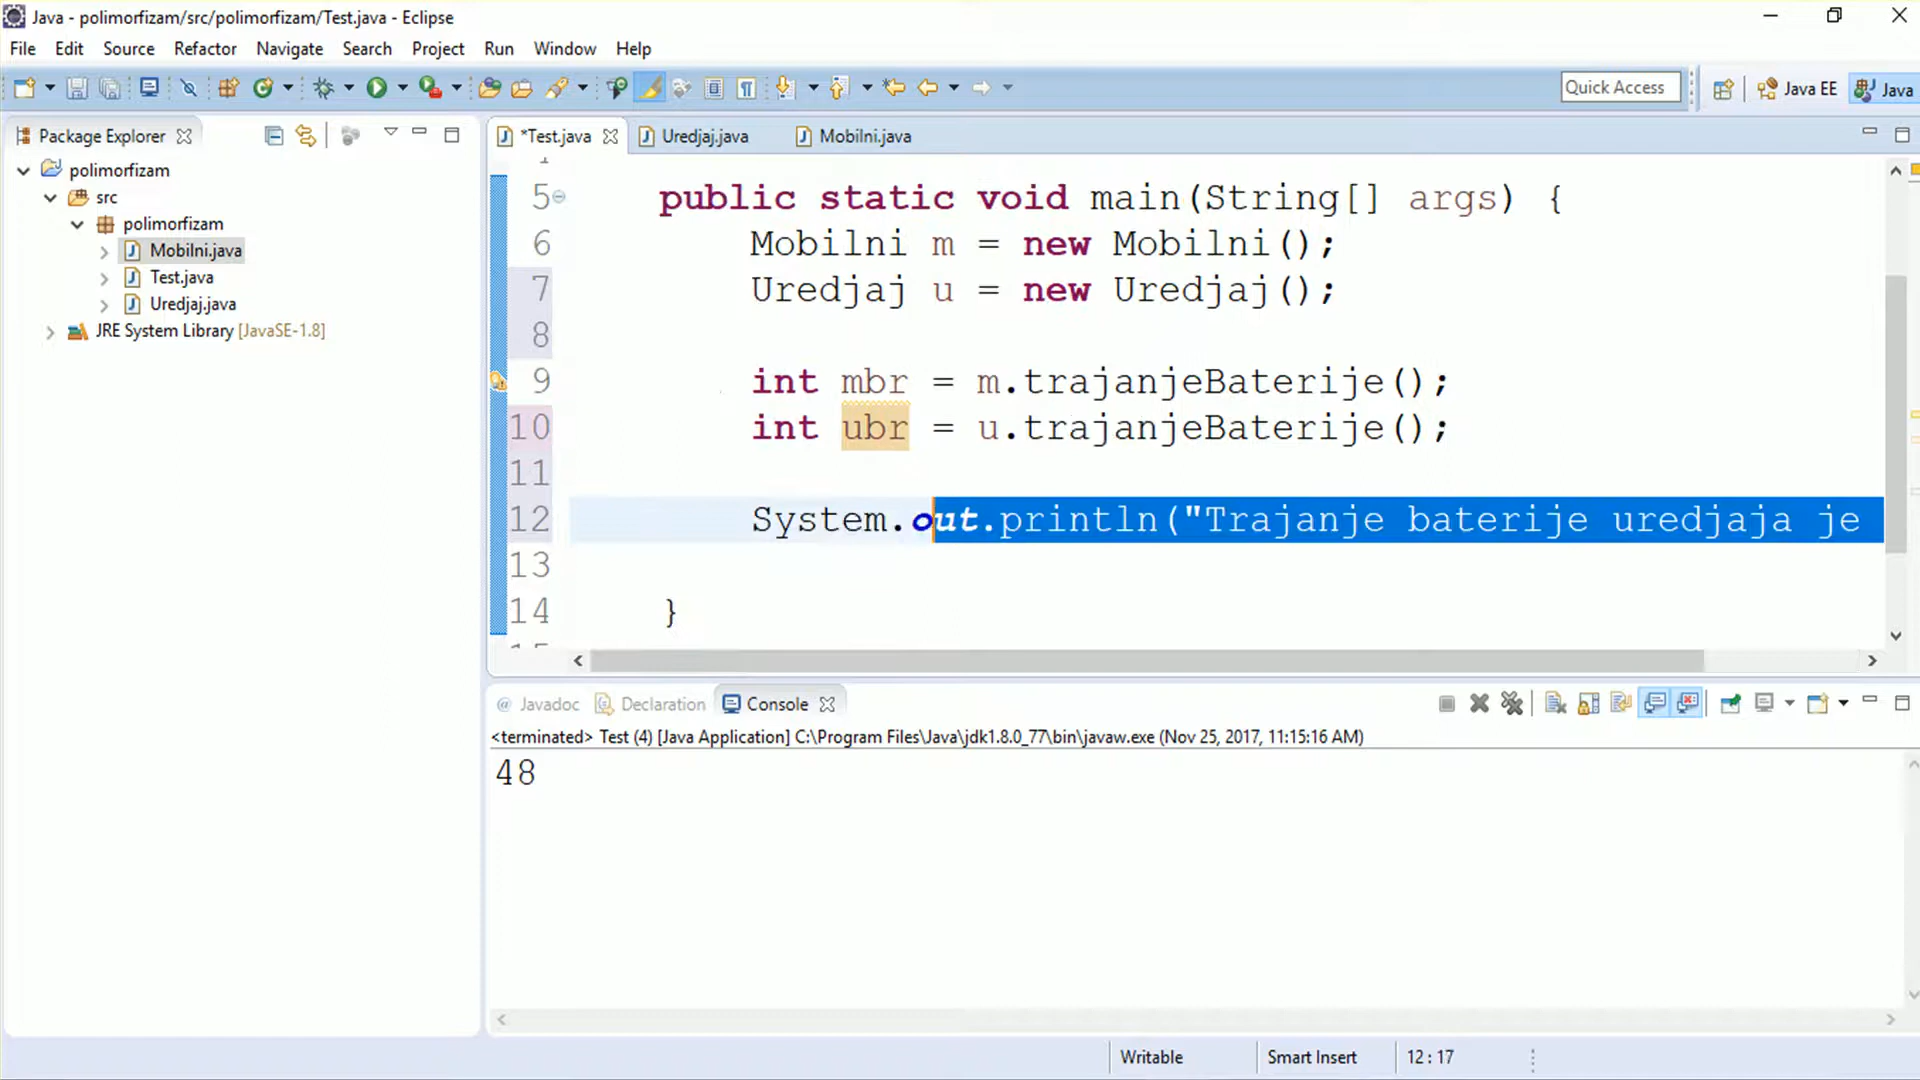 Java - polimorfizam/src/polimorfizam/Test.java - Eclipse
File Edit Source Refactor Navigate Search Project Run Window Help
Quick Access
Java EE
Java
Package Explorer
polimorfizam
src
polimorfizam
Mobilni.java
Test.java
Uredjaj.java
JRE System Library [JavaSE-1.8]
*Test.java
Uredjaj.java
Mobilni.java
5 public static void main(String[] args) {
6 Mobilni m = new Mobilni();
7 Uredjaj u = new Uredjaj();
8
9 int mbr = m.trajanjeBaterije();
10 int ubr = u.trajanjeBaterije();
11
12 System.out.println("Trajanje baterije uredjaja je
13
14 }
@ Javadoc Declaration Console
<terminated> Test (4) [Java Application] C:\Program Files\Java\jdk1.8.0_77\bin\javaw.exe (Nov 25, 2017, 11:15:16 AM)
48
Writable
Smart Insert
12 : 17